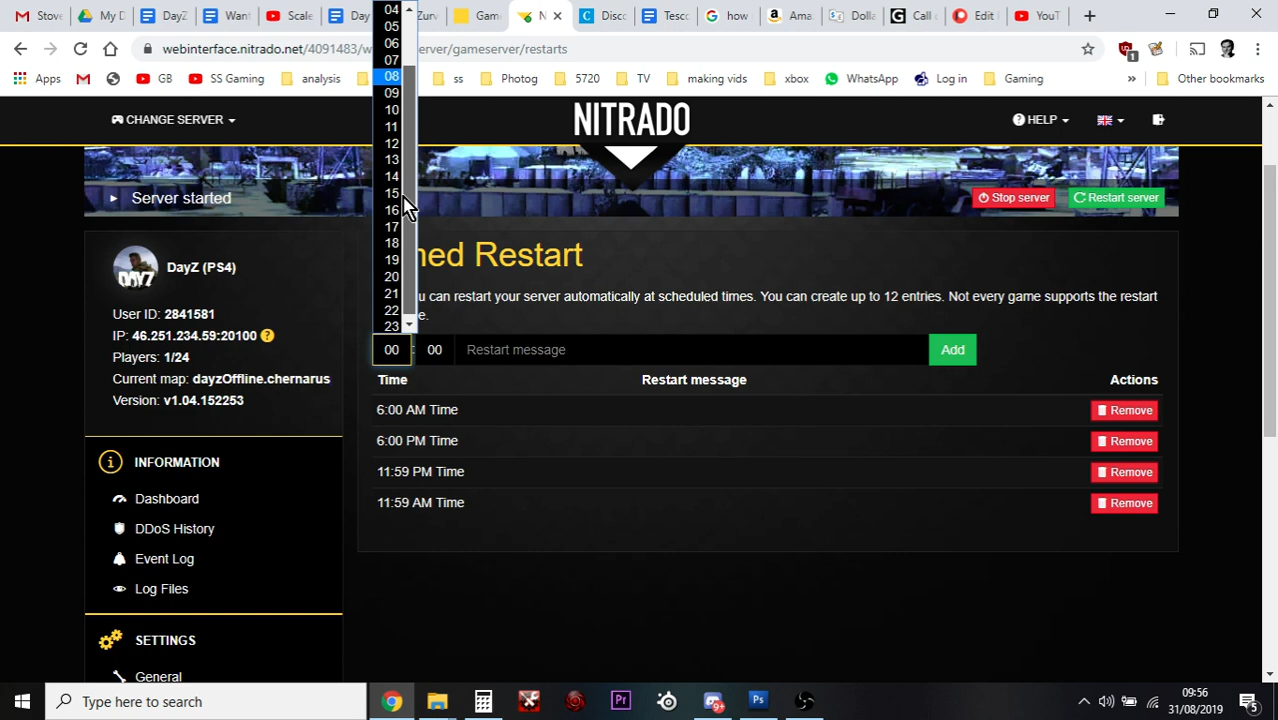 Stove
My D
DayZ
Want
Scale
Day
Zurv
Gam
N
Disco
Tesco
how
Ama
Dolla
Call o
Edit
YouT
webinterface.nitrado.net/4091483/w
server/gameserver/restarts
Apps
GB
SS Gaming
analysis
ss
Photog
5720
TV
making vids
xbox
WhatsApp
Log in
Gaming
»
Other bookmarks
CHANGE SERVER
NITRADO
HELP
Server started
Stop server
Restart server
04
05
06
07
08
09
10
11
12
13
14
15
16
17
18
19
20
21
22
23
DayZ (PS4)
User ID: 2841581
IP: 46.251.234.59:20100
Players: 1/24
Current map: dayzOffline.chernarus
Version: v1.04.152253
INFORMATION
Dashboard
DDoS History
Event Log
Log Files
SETTINGS
General
ned Restart
ou can restart your server automatically at scheduled times. You can create up to 12 entries. Not every game supports the restart
e.
00 : 00 Restart message Add
Time Restart message Actions
6:00 AM Time Remove
6:00 PM Time Remove
11:59 PM Time Remove
11:59 AM Time Remove
Type here to search
09:56
31/08/2019